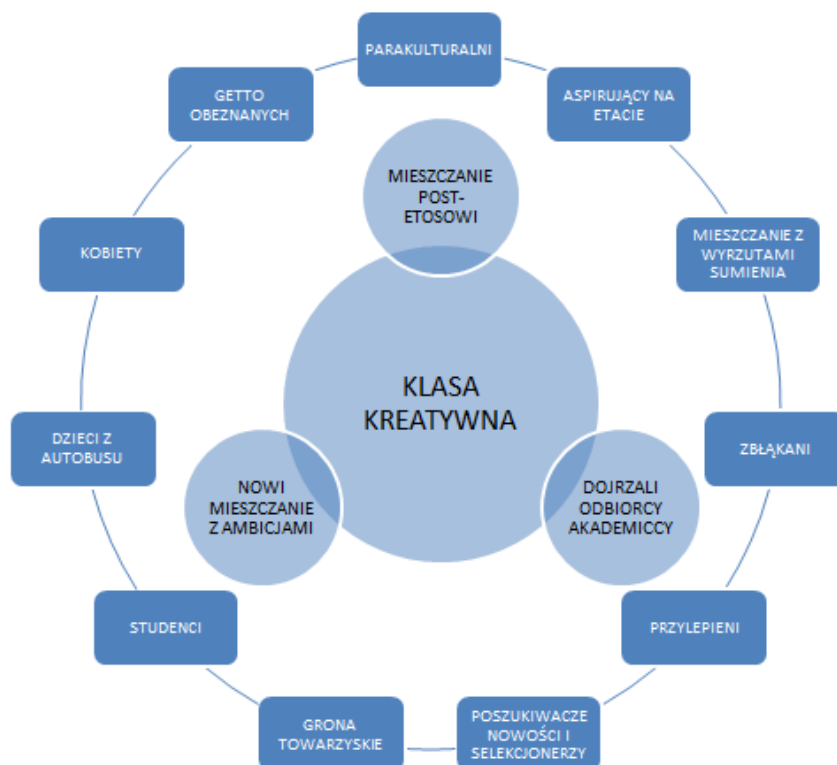 PARAKULTURALNI
GETTO
OBEZNANYCH
ASPIRUJĄCY NA
ETACIE
MIESZCZANIE
POST-
ETOSOWI
KOBIETY
MIESZCZANIE Z
WYRZUTAMI
SUMIENIA
KLASA
KREATYWNA
DZIECI Z
AUTOBUSU
ZBŁĄKANI
NOWI
MIESZCZANIE
Z AMBICJAMI
DOJRZALI
ODBIORCY
AKADEMICCY
STUDENCI
PRZYLEPIENI
GRONA
TOWARZYSKIE
POSZUKIWACZE
NOWOŚCI I
SELEKCJONERZY